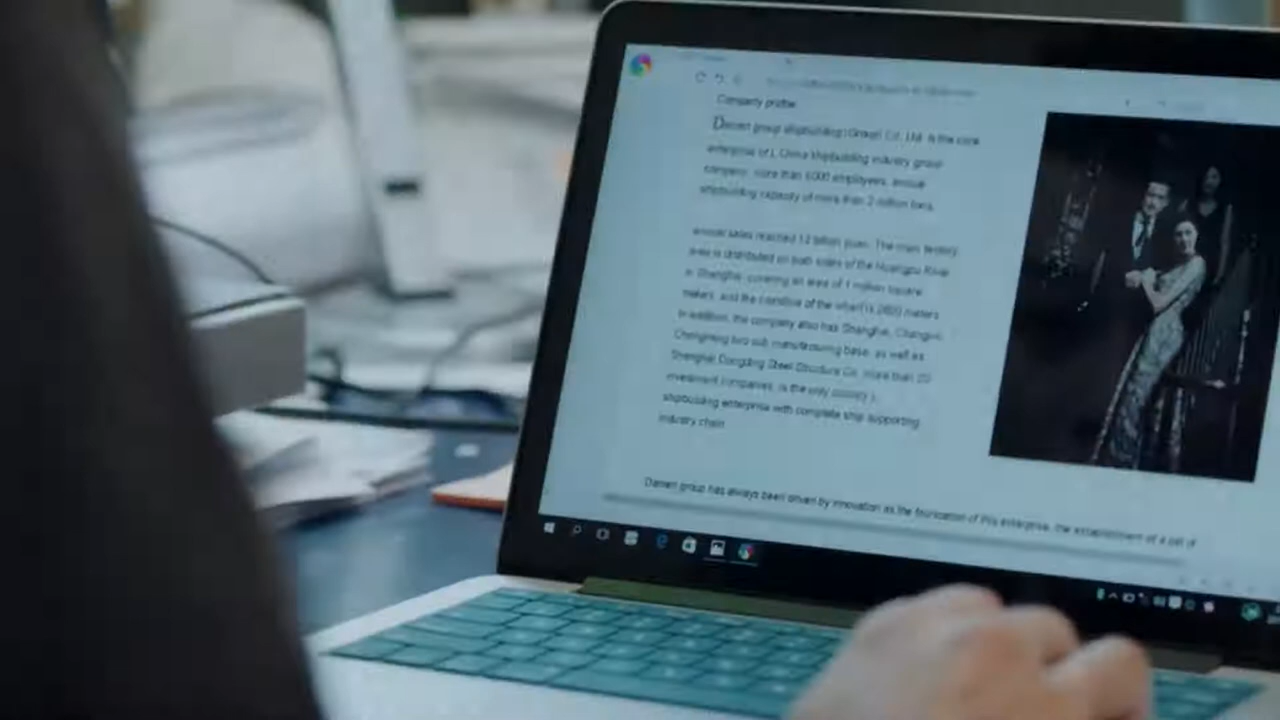 Company profile
group shipbuilding (Group) Co., Ltd. is the core
enterprise of China shipbuilding industry group
company, more than 6000 employees, annual
shipbuilding capacity of more than 2 million tons,
annual sales reached 12 billion yuan. The main territory
area is distributed on both sides of the Huangpu River
in Shanghai, covering an area of 1 million square
meters, and the coastline of the wharf is meters.
In addition, the company also has Shanghai,
Chongming two sub manufacturing base, as well as
Shanghai Dongding Steel Structure Co. more than 20
investment companies, is the only country's
shipbuilding enterprise with complete ship supporting
industry chain
group has always been driven by innovation as the foundation of this enterprise, the establishment of a set of